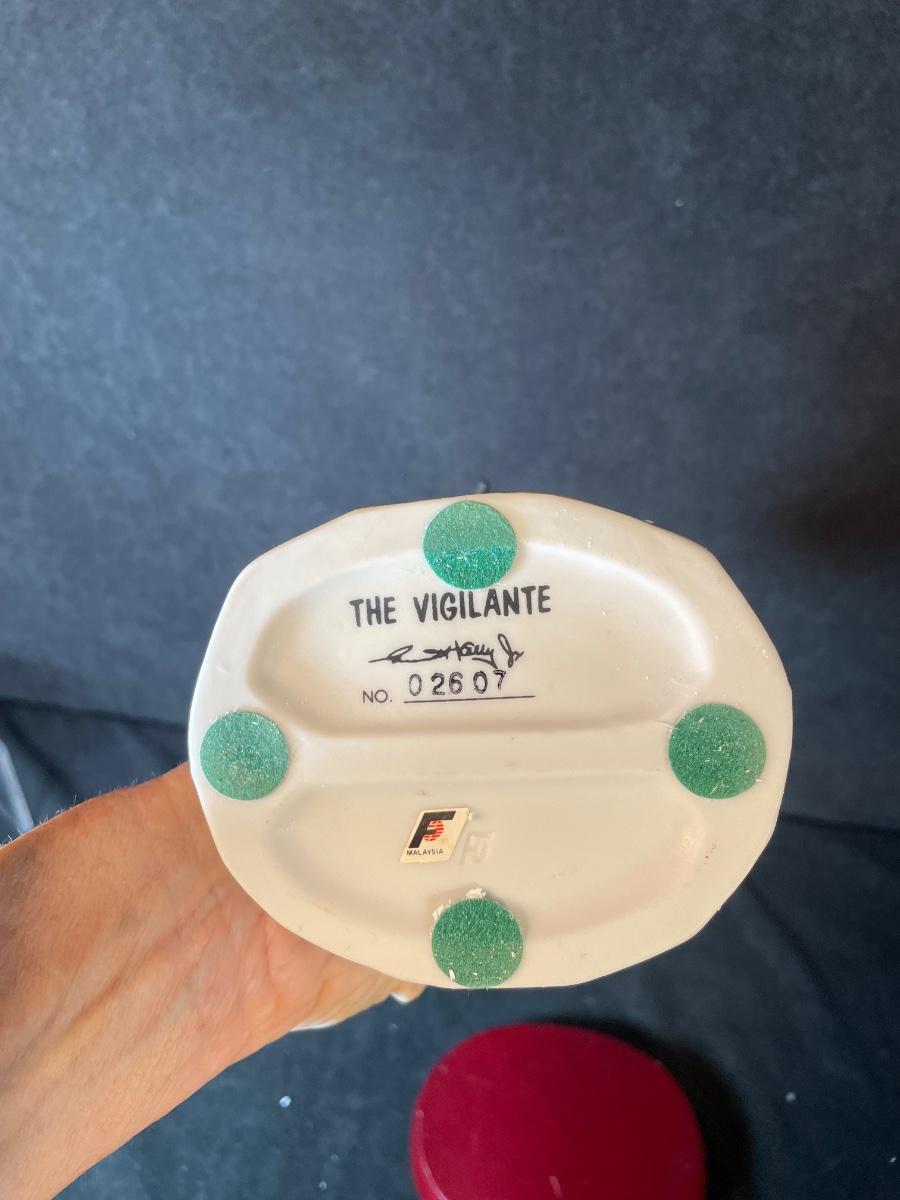 THE VIGILANTE
NO. 02607
F
MALAYSIA